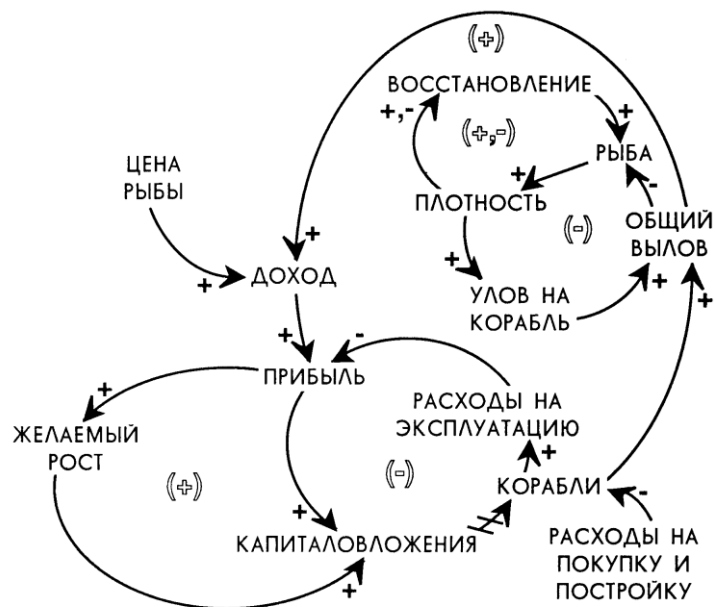 (+)
ВОССТАНОВЛЕНИЕ
+,-
+
(+,-)
ЦЕНА
РЫБЫ
РЫБА
+
-
ПЛОТНОСТЬ
(-)
ОБЩИЙ
ВЫЛОВ
+
+
+
ДОХОД
+
+
УЛОВ НА
КОРАБЛЬ
+
+
-
ПРИБЫЛЬ
+
РАСХОДЫ НА
ЭКСПЛУАТАЦИЮ
ЖЕЛАЕМЫЙ
РОСТ
(+)
(-)
+
КОРАБЛИ
-
+
КАПИТАЛОВЛОЖЕНИЯ
+
РАСХОДЫ НА
ПОКУПКУ И
ПОСТРОЙКУ